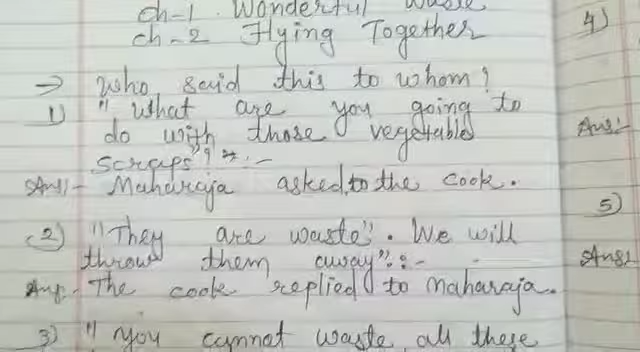 ch-1. Wonderful Waste
ch-2 Flying Together
→ Who said this to whom?
1) "What are you going to
do with those vegetable
scraps"? :-
Ans:- Maharaja asked to the cook.
(2) "They are waste". We will
throw them away":-
Ans:- The cook replied to Maharaja.
3) "You cannot waste all these
4)
Ans:-
5)
Ans: